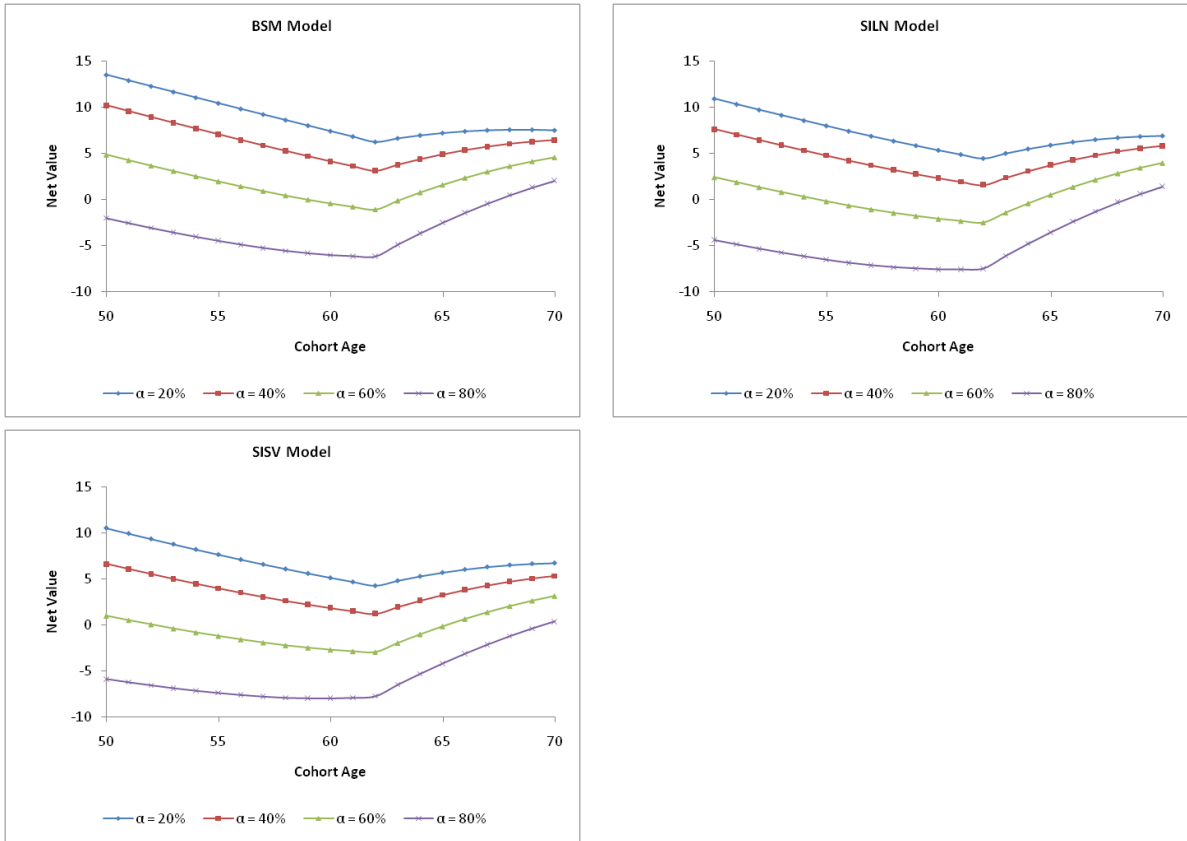 BSM Model
Net Value
15
10
5
0
-5
-10
50 55 60 65 70
Cohort Age
α = 20% α = 40% α = 60% α = 80%
SILN Model
Net Value
15
10
5
0
-5
-10
50 55 60 65 70
Cohort Age
α = 20% α = 40% α = 60% α = 80%
SISV Model
Net Value
15
10
5
0
-5
-10
50 55 60 65 70
Cohort Age
α = 20% α = 40% α = 60% α = 80%